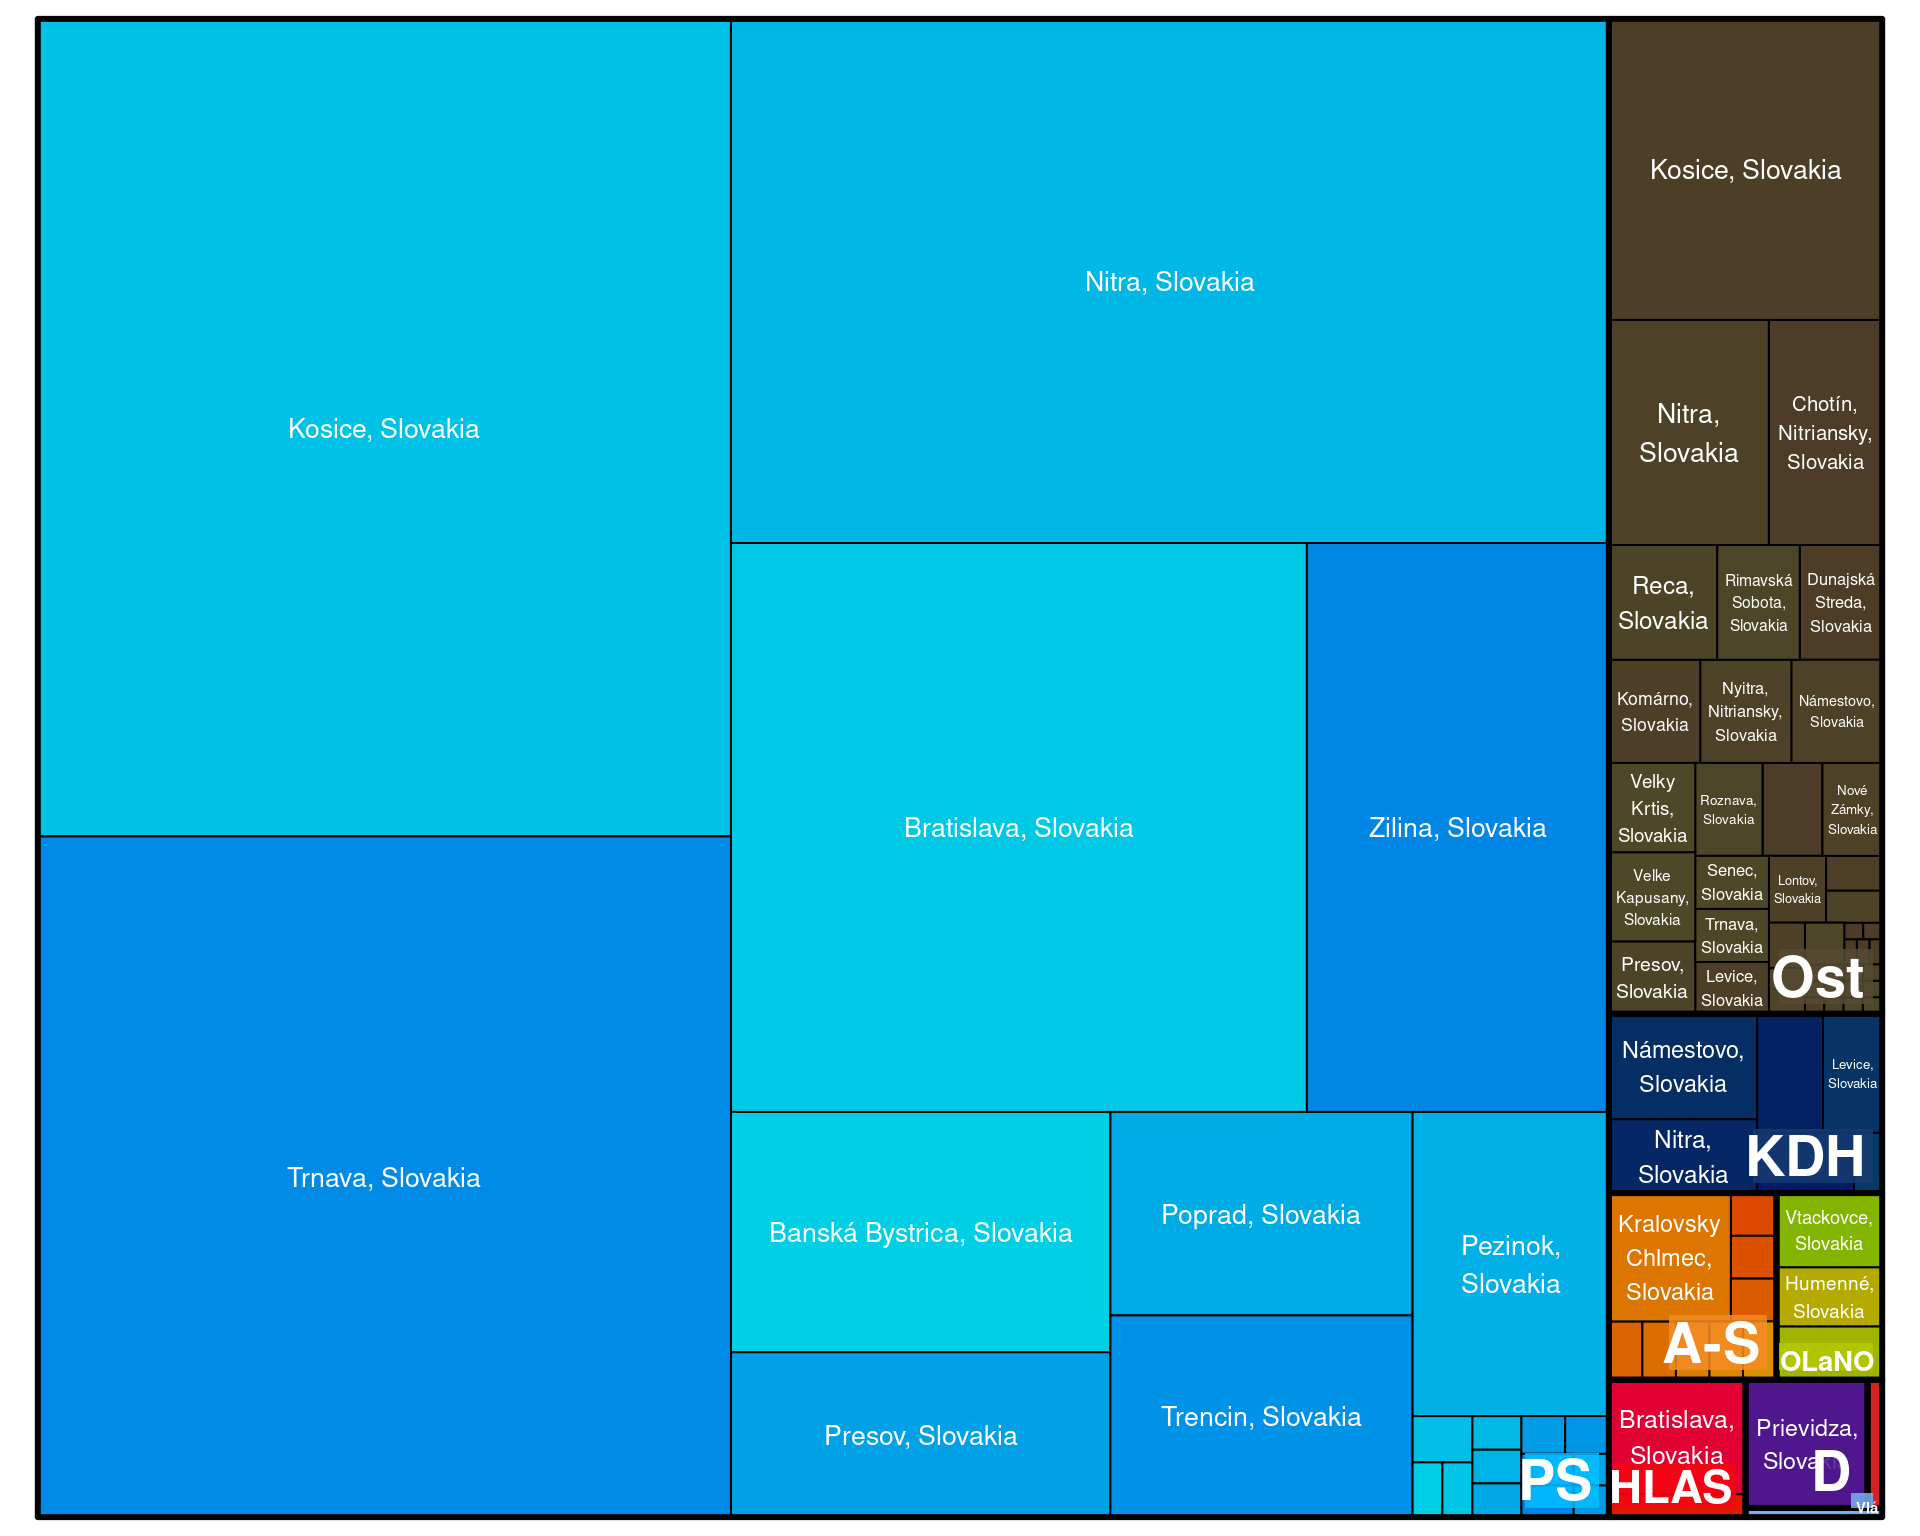 Kosice, Slovakia
Nitra, Slovakia
Bratislava, Slovakia
Zilina, Slovakia
Trnava, Slovakia
Banská Bystrica, Slovakia
Poprad, Slovakia
Pezinok,
Slovakia
Presov, Slovakia
Trencin, Slovakia
PS
Kosice, Slovakia
Nitra,
Slovakia
Chotín,
Nitriansky,
Slovakia
Reca,
Slovakia
Rimavská
Sobota,
Slovakia
Dunajská
Streda,
Slovakia
Komárno,
Slovakia
Nyitra,
Nitriansky,
Slovakia
Námestovo,
Slovakia
Velky
Krtis,
Slovakia
Roznava,
Slovakia
Nové
Zámky,
Slovakia
Velke
Kapusany,
Slovakia
Senec,
Slovakia
Lontov,
Slovakia
Trnava,
Slovakia
Presov,
Slovakia
Levice,
Slovakia
Ost
Námestovo,
Slovakia
Levice,
Slovakia
Nitra,
Slovakia
KDH
Kralovsky
Chlmec,
Slovakia
A-S
Vtackovce,
Slovakia
Humenné,
Slovakia
OLaNO
Bratislava,
Slovakia
HLAS
Prievidza,
Slovakia
D
Vlá